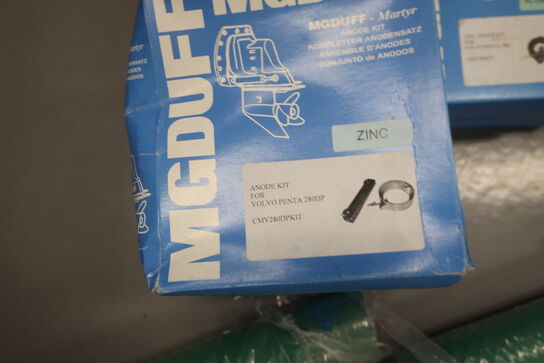 MGDUFF
MGDUFF
MGDUFF - Martyr
ANODE KIT
KOMPLETTER ANODENSATZ
ENSEMBLE D'ANODES
CONJUNTO de ANODOS
ZINC
ANODE KIT
FOR
VOLVO PENTA 280DP
CMV280DPKIT